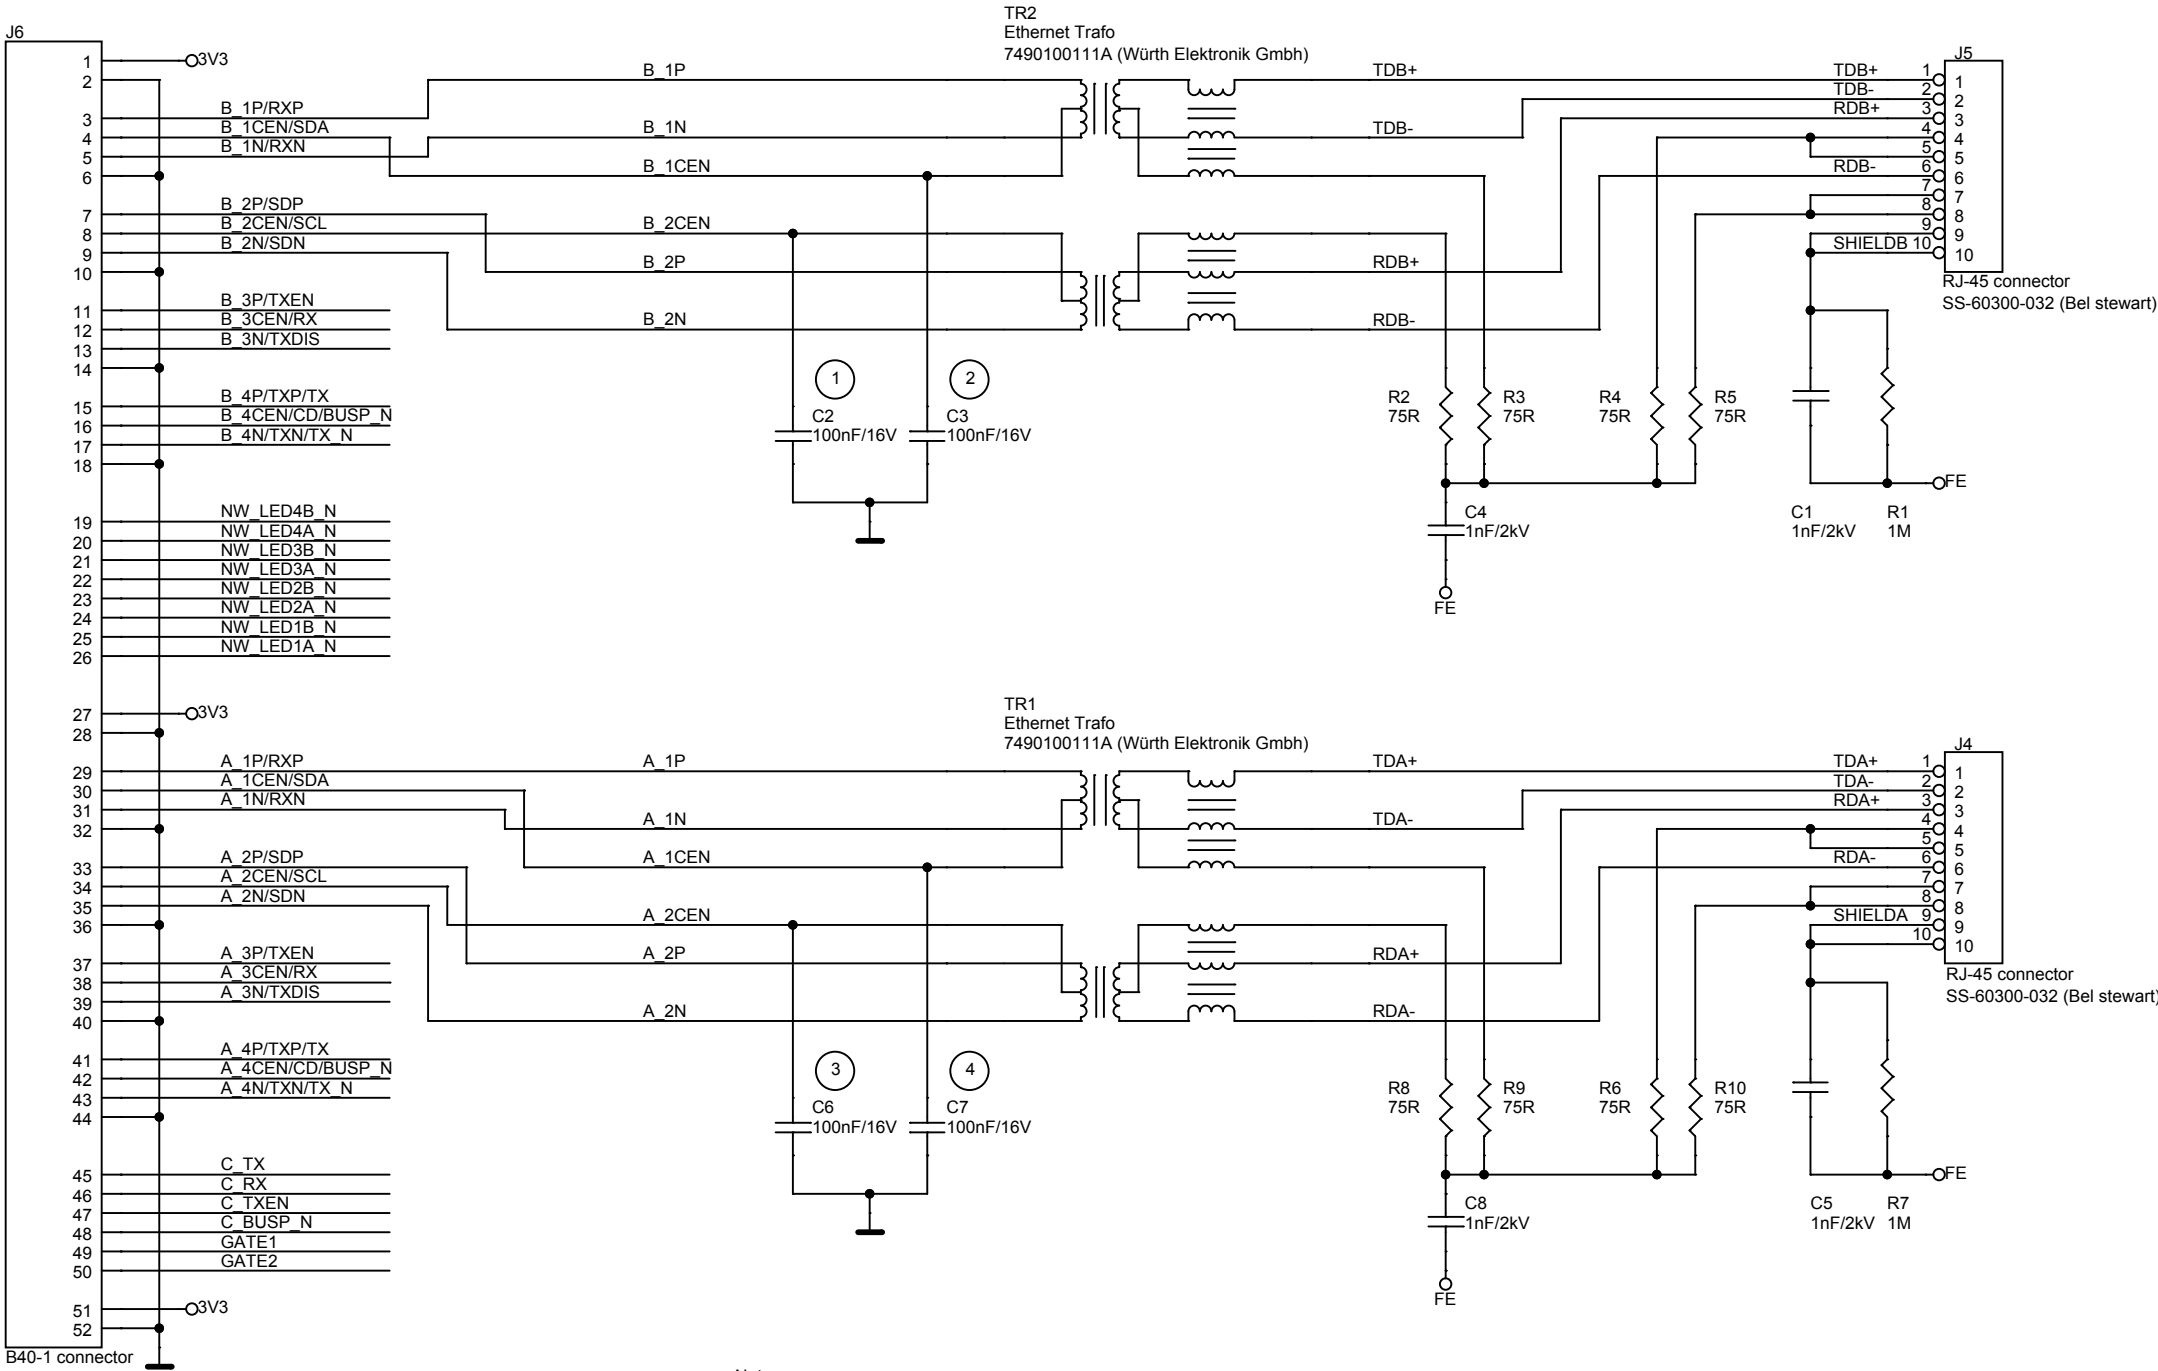 TR2
Ethernet Trafo
7490100111A (Würth Elektronik Gmbh)
J6
J5
1
3V3
2
B_1P
TDB+
TDB+
1
1
TDB-
2
2
3
B_1P/RXP
RDB+
3
3
4
B_1CEN/SDA
B_1N
TDB-
4
4
5
B_1N/RXN
5
5
6
B_1CEN
RDB-
6
6
7
7
7
B_2P/SDP
8
8
8
B_2CEN/SCL
B_2CEN
9
9
9
B_2N/SDN
SHIELDB
10
10
10
B_2P
RDB+
RJ-45 connector
SS-60300-032 (Bel stewart)
11
B_3P/TXEN
12
B_3CEN/RX
B_2N
RDB-
13
B_3N/TXDIS
14
1
2
15
B_4P/TXP/TX
16
B_4CEN/CD/BUSP_N
17
B_4N/TXN/TX_N
18
C2
100nF/16V
C3
100nF/16V
R2
75R
R3
75R
R4
75R
R5
75R
FE
C4
1nF/2kV
C1
1nF/2kV
R1
1M
FE
19
NW_LED4B_N
20
NW_LED4A_N
21
NW_LED3B_N
22
NW_LED3A_N
23
NW_LED2B_N
24
NW_LED2A_N
25
NW_LED1B_N
26
NW_LED1A_N
TR1
Ethernet Trafo
7490100111A (Würth Elektronik Gmbh)
27
3V3
28
J4
29
A_1P/RXP
A_1P
TDA+
TDA+
1
1
30
A_1CEN/SDA
TDA-
2
2
31
A_1N/RXN
RDA+
3
3
32
A_1N
TDA-
4
4
5
5
33
A_2P/SDP
A_1CEN
RDA-
6
6
34
A_2CEN/SCL
7
7
35
A_2N/SDN
8
8
36
A_2CEN
SHIELDA
9
9
10
10
37
A_3P/TXEN
A_2P
RDA+
RJ-45 connector
SS-60300-032 (Bel stewart)
38
A_3CEN/RX
39
A_3N/TXDIS
40
A_2N
RDA-
41
A_4P/TXP/TX
42
A_4CEN/CD/BUSP_N
43
A_4N/TXN/TX_N
44
3
4
C6
100nF/16V
C7
100nF/16V
R8
75R
R9
75R
R6
75R
R10
75R
FE
C8
1nF/2kV
C5
1nF/2kV
R7
1M
FE
45
C_TX
46
C_RX
47
C_TXEN
48
C_BUSP_N
49
GATE1
50
GATE2
51
3V3
52
B40-1 connector